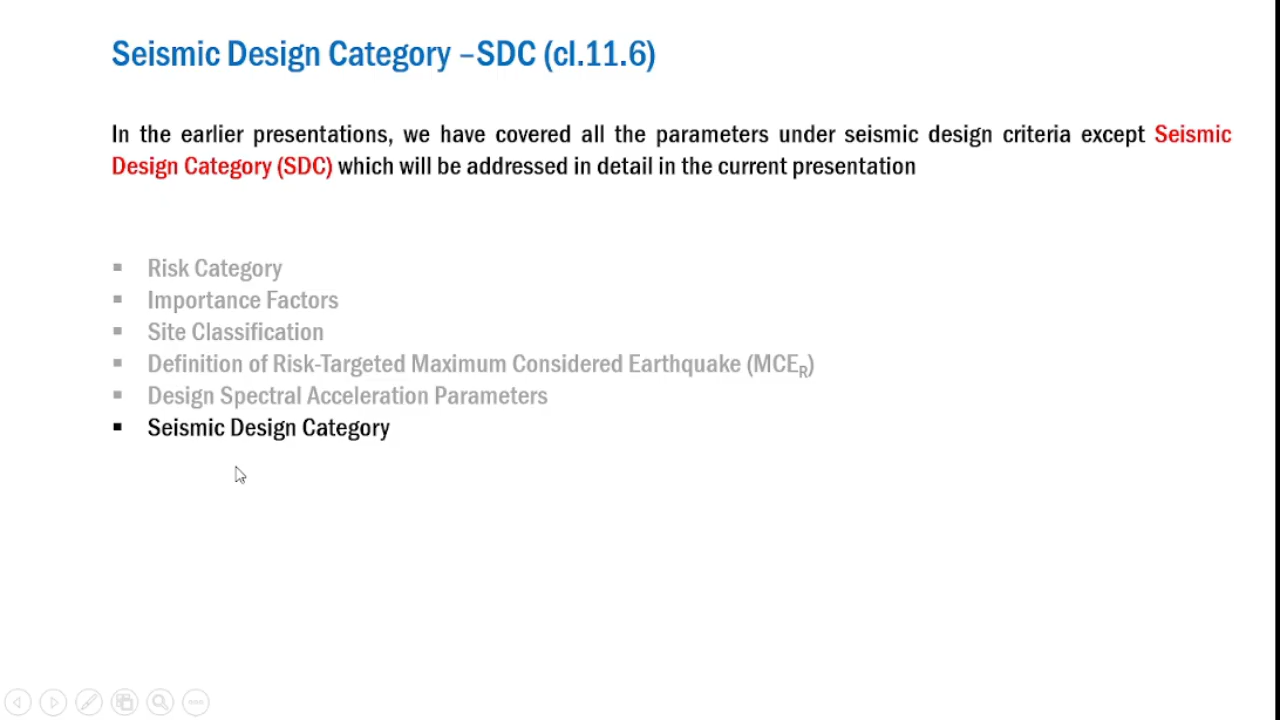 Seismic Design Category –SDC (cl.11.6)
In the earlier presentations, we have covered all the parameters under seismic design criteria except Seismic
Design Category (SDC) which will be addressed in detail in the current presentation
▪ Risk Category
▪ Importance Factors
▪ Site Classification
▪ Definition of Risk-Targeted Maximum Considered Earthquake (MCER)
▪ Design Spectral Acceleration Parameters
▪ Seismic Design Category